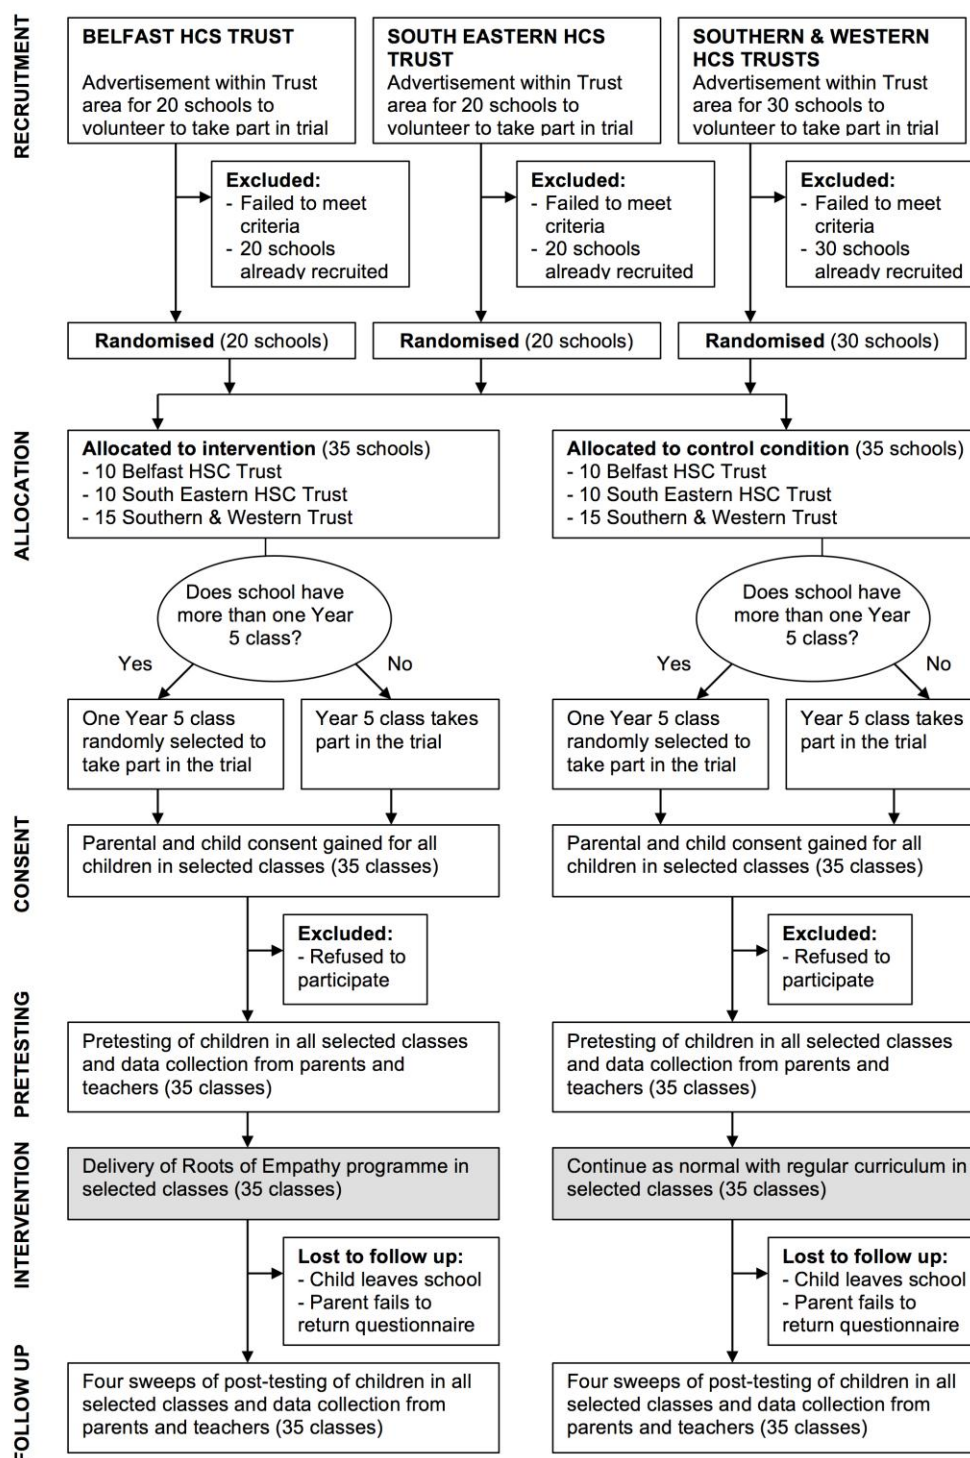 RECRUITMENT
BELFAST HCS TRUST
Advertisement within Trust
area for 20 schools to
volunteer to take part in trial
SOUTH EASTERN HCS
TRUST
Advertisement within Trust
area for 20 schools to
volunteer to take part in trial
SOUTHERN & WESTERN
HCS TRUSTS
Advertisement within Trust
area for 30 schools to
volunteer to take part in trial
Excluded:
- Failed to meet
criteria
- 20 schools
already recruited
Excluded:
- Failed to meet
criteria
- 20 schools
already recruited
Excluded:
- Failed to meet
criteria
- 30 schools
already recruited
Randomised (20 schools)
Randomised (20 schools)
Randomised (30 schools)
ALLOCATION
Allocated to intervention (35 schools)
- 10 Belfast HSC Trust
- 10 South Eastern HSC Trust
- 15 Southern & Western Trust
Allocated to control condition (35 schools)
- 10 Belfast HSC Trust
- 10 South Eastern HSC Trust
- 15 Southern & Western Trust
Does school have
more than one Year
5 class?
Does school have
more than one Year
5 class?
Yes
No
Yes
No
One Year 5 class
randomly selected to
take part in the trial
Year 5 class takes
part in the trial
One Year 5 class
randomly selected to
take part in the trial
Year 5 class takes
part in the trial
CONSENT
Parental and child consent gained for all
children in selected classes (35 classes)
Parental and child consent gained for all
children in selected classes (35 classes)
Excluded:
- Refused to
participate
Excluded:
- Refused to
participate
PRETESTING
Pretesting of children in all selected classes
and data collection from parents and
teachers (35 classes)
Pretesting of children in all selected classes
and data collection from parents and
teachers (35 classes)
INTERVENTION
Delivery of Roots of Empathy programme in
selected classes (35 classes)
Continue as normal with regular curriculum in
selected classes (35 classes)
Lost to follow up:
- Child leaves school
- Parent fails to
return questionnaire
Lost to follow up:
- Child leaves school
- Parent fails to
return questionnaire
FOLLOW UP
Four sweeps of post-testing of children in all
selected classes and data collection from
parents and teachers (35 classes)
Four sweeps of post-testing of children in all
selected classes and data collection from
parents and teachers (35 classes)